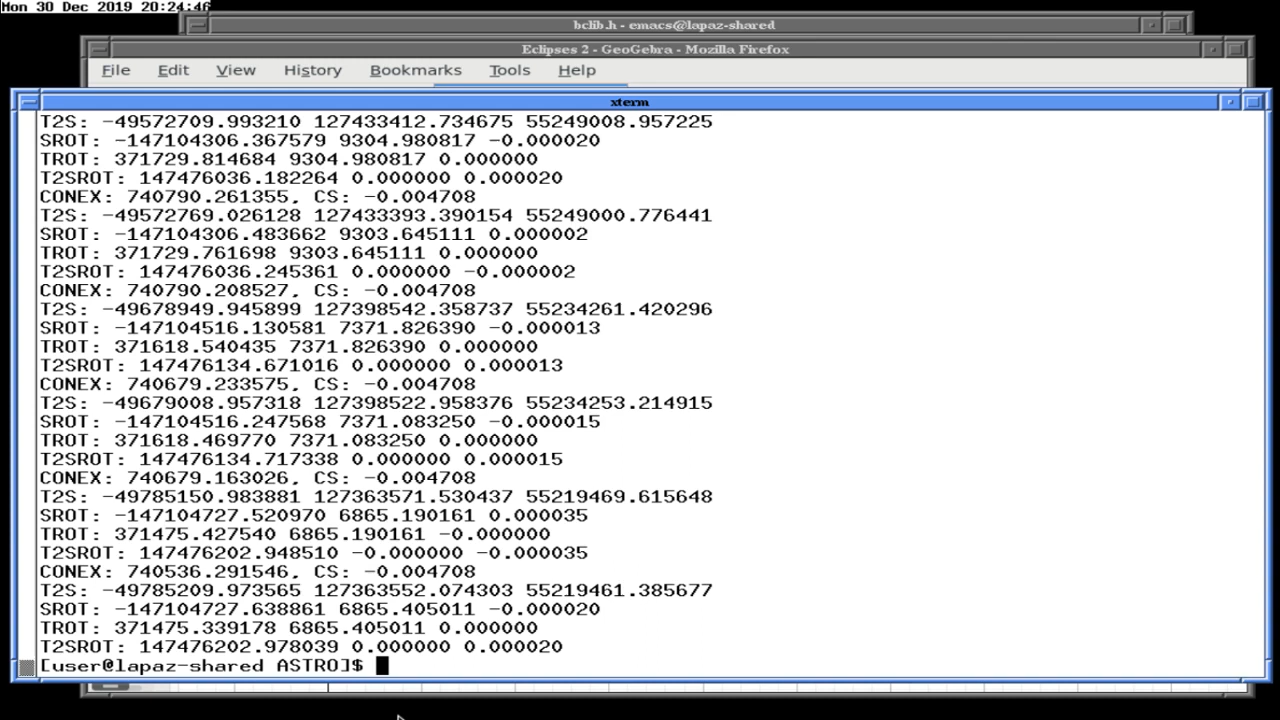 Mon 30 Dec 2019 20:24:46
bclib.h - emacs@lapaz-shared
Eclipses 2 - GeoGebra - Mozilla Firefox
File Edit View History Bookmarks Tools Help
xterm
T2S: -49572709.993210 127433412.734675 55249008.957225
SROT: -147104306.367579 9304.980817 -0.000020
TROT: 371729.814684 9304.980817 0.000000
T2SROT: 147476036.182264 0.000000 0.000020
CONEX: 740790.261355, CS: -0.004708
T2S: -49572769.026128 127433393.390154 55249000.776441
SROT: -147104306.483662 9303.645111 0.000002
TROT: 371729.761698 9303.645111 0.000000
T2SROT: 147476036.245361 0.000000 -0.000002
CONEX: 740790.208527, CS: -0.004708
T2S: -49678949.945899 127398542.358737 55234261.420296
SROT: -147104516.130581 7371.826390 -0.000013
TROT: 371618.540435 7371.826390 0.000000
T2SROT: 147476134.671016 0.000000 0.000013
CONEX: 740679.233575, CS: -0.004708
T2S: -49679008.957318 127398522.958376 55234253.214915
SROT: -147104516.247568 7371.083250 -0.000015
TROT: 371618.469770 7371.083250 0.000000
T2SROT: 147476134.717338 0.000000 0.000015
CONEX: 740679.163026, CS: -0.004708
T2S: -49785150.983881 127363571.530437 55219469.615648
SROT: -147104727.520970 6865.190161 0.000035
TROT: 371475.427540 6865.190161 -0.000000
T2SROT: 147476202.948510 -0.000000 -0.000035
CONEX: 740536.291546, CS: -0.004708
T2S: -49785209.973565 127363552.074303 55219461.385677
SROT: -147104727.638861 6865.405011 -0.000020
TROT: 371475.339178 6865.405011 0.000000
T2SROT: 147476202.978039 0.000000 0.000020
[user@lapaz-shared ASTRO]$